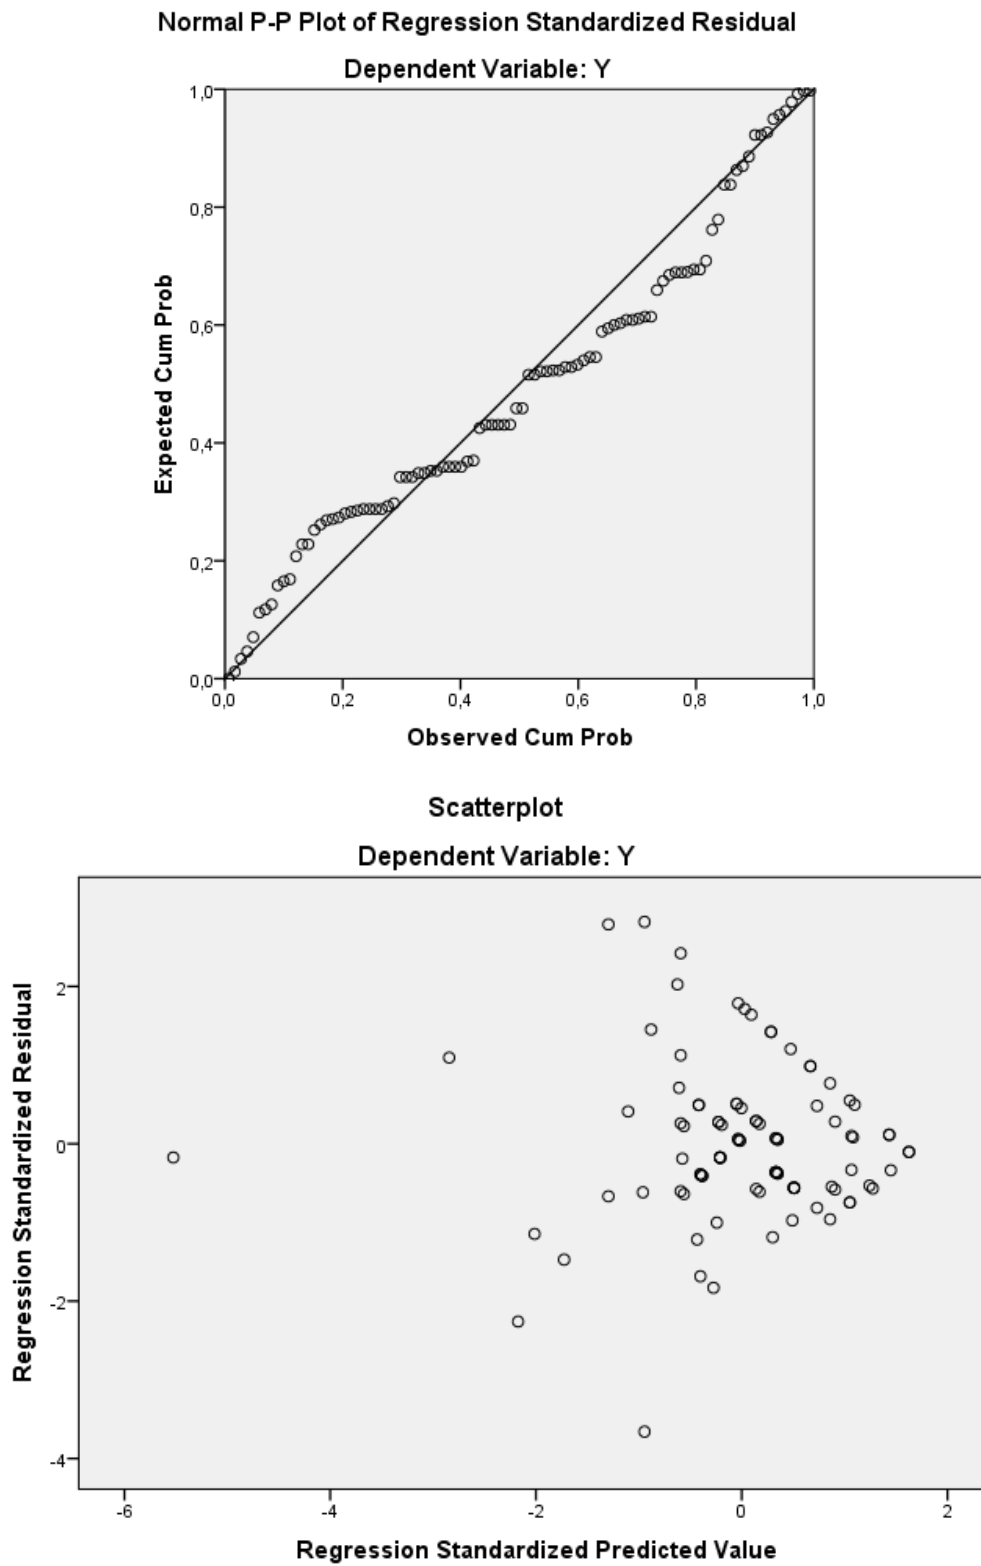 Normal P-P Plot of Regression Standardized Residual
Dependent Variable: Y
1,0
0,8
0,6
0,4
0,2
0,0
Expected Cum Prob
0,0 0,2 0,4 0,6 0,8 1,0
Observed Cum Prob
Scatterplot
Dependent Variable: Y
2
0
-2
-4
Regression Standardized Residual
-6 -4 -2 0 2
Regression Standardized Predicted Value